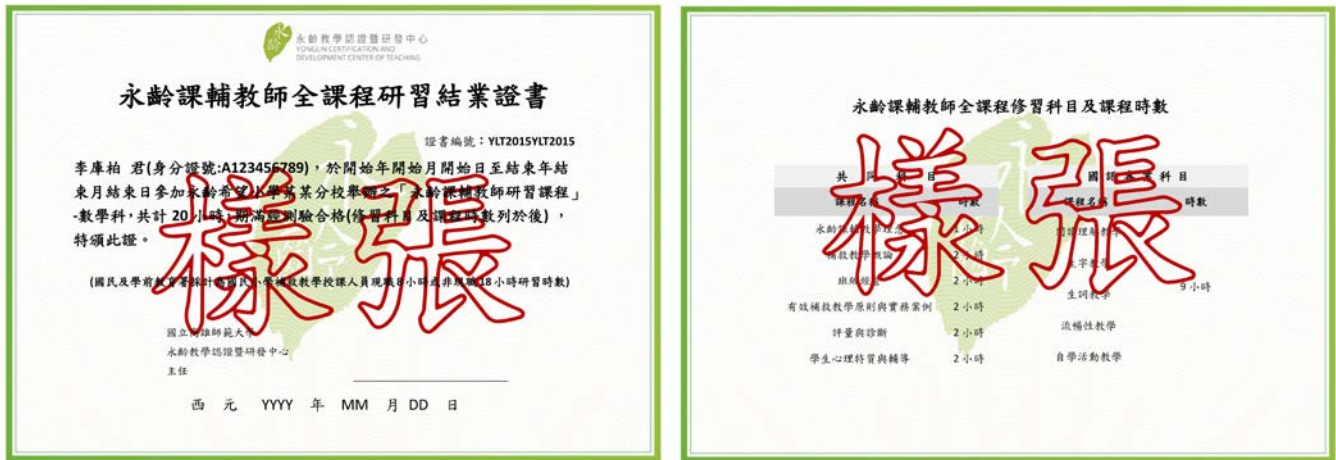 永齡
永齡教學認證暨研發中心
YONGLIN CERTIFICATION AND
DEVELOPMENT CENTER OF TEACHING
永齡課輔教師全課程研習結業證書
證書編號：YLT2015YLT2015
李庫柏 君(身分證號:A123456789)，於開始年開始月開始日至結束年結
束月結束日參加永齡希望小學某某分校舉辦之「永齡課輔教師研習課程」
-數學科，共計 20 小時，期滿經測驗合格(修習科目及課程時數列於後)，
特頒此證。
(國民及學前教育署採計為國民小學補救教學授課人員現職 8 小時或非現職 18 小時研習時數)
國立高雄師範大學
永齡教學認證暨研發中心
主任
西 元 YYYY 年 MM 月 DD 日
樣張
永齡課輔教師全課程修習科目及課程時數
共 同 科 目 國語專業科目
課程名稱 時數 課程名稱 時數
永齡課輔教學理念 1 小時 閱讀理解教學
補救教學概論 2 小時 生字教學
班級經營 2 小時 生詞教學 9 小時
有效補救教學原則與實務案例 2 小時 流暢性教學
評量與診斷 2 小時 自學活動教學
學生心理特質與輔導 2 小時
樣張